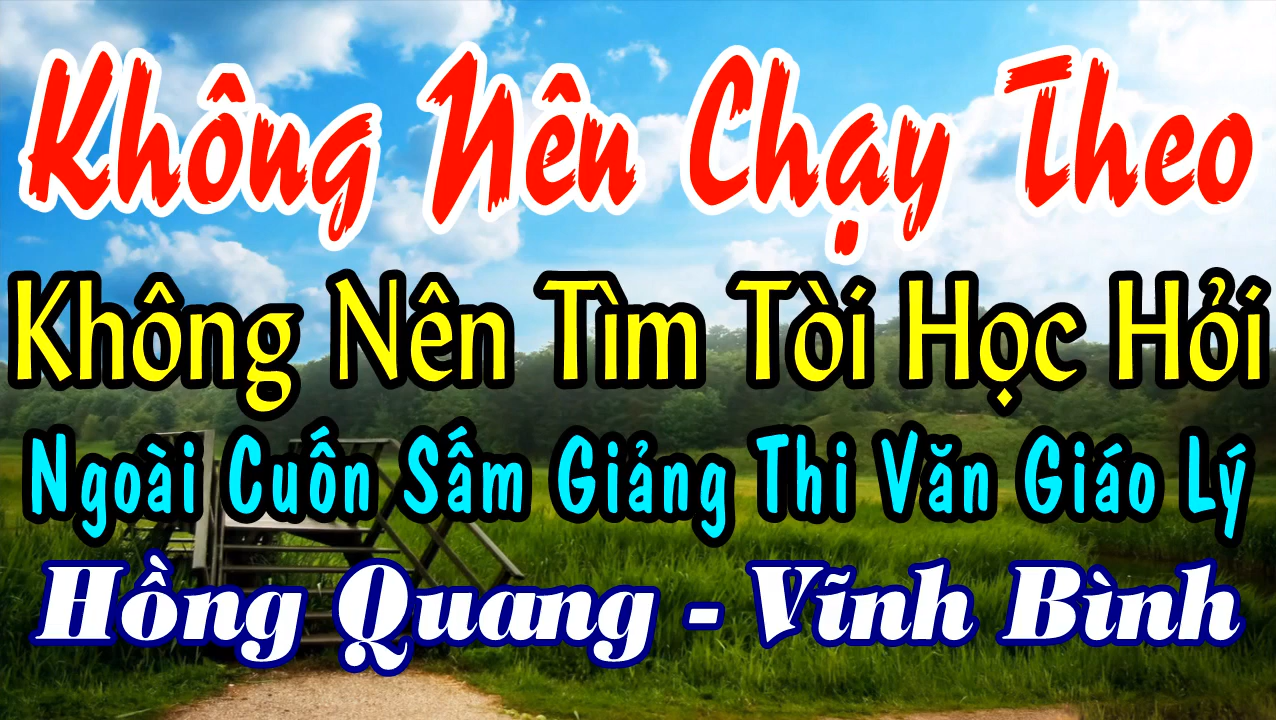 Không Nên Chạy Theo
Không Nên Tìm Tòi Học Hỏi
Ngoài Cuốn Sấm Giảng Thi Văn Giáo Lý
Hồng Quang - Vĩnh Bình